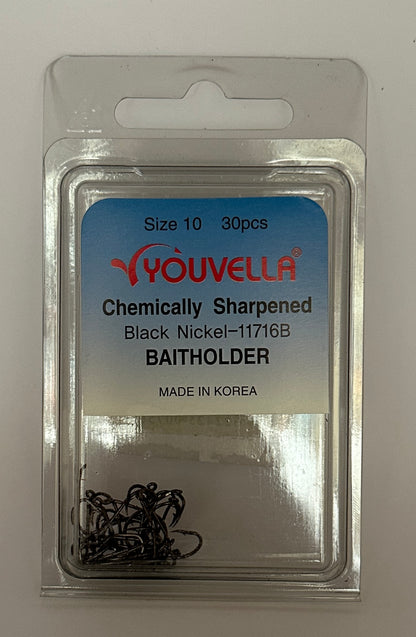 Size 10 30pcs
YOUVELLA®
Chemically Sharpened
Black Nickel-11716B
BAITHOLDER
MADE IN KOREA